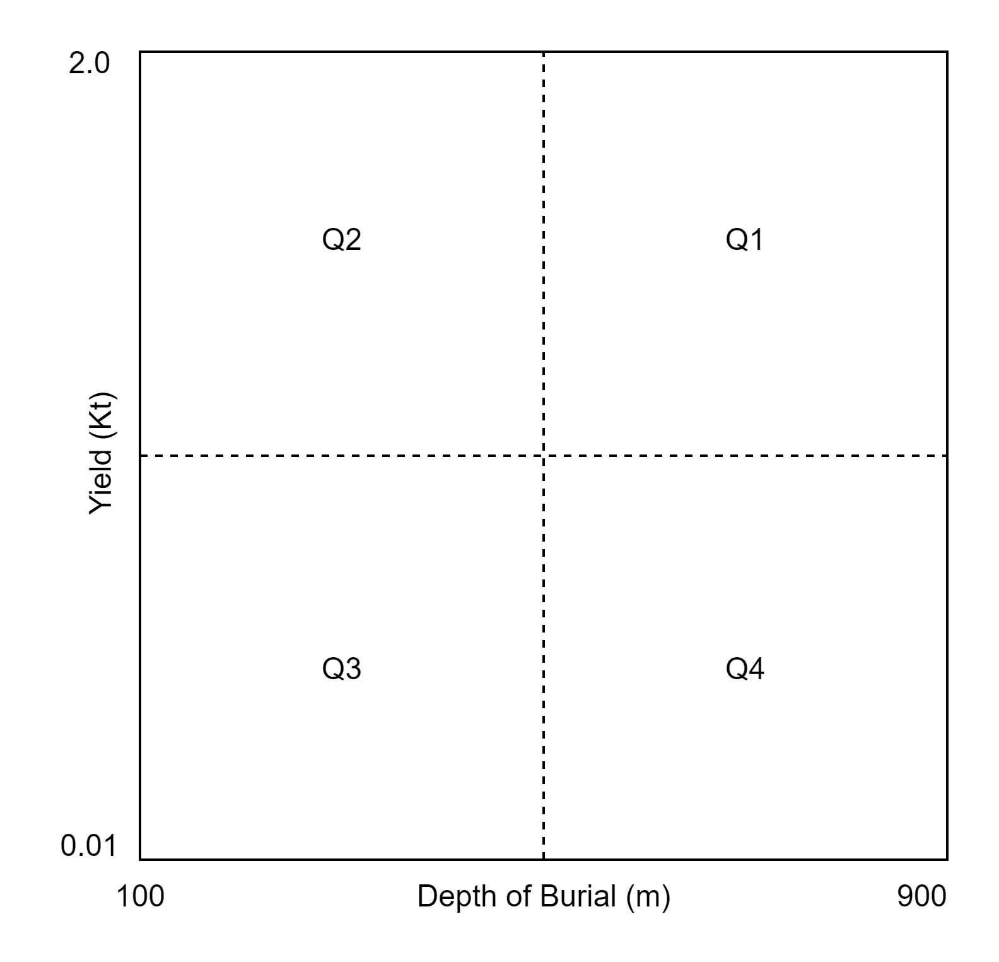 2.0
Q2
Q1
Yield (Kt)
Q3
Q4
0.01
100
Depth of Burial (m)
900